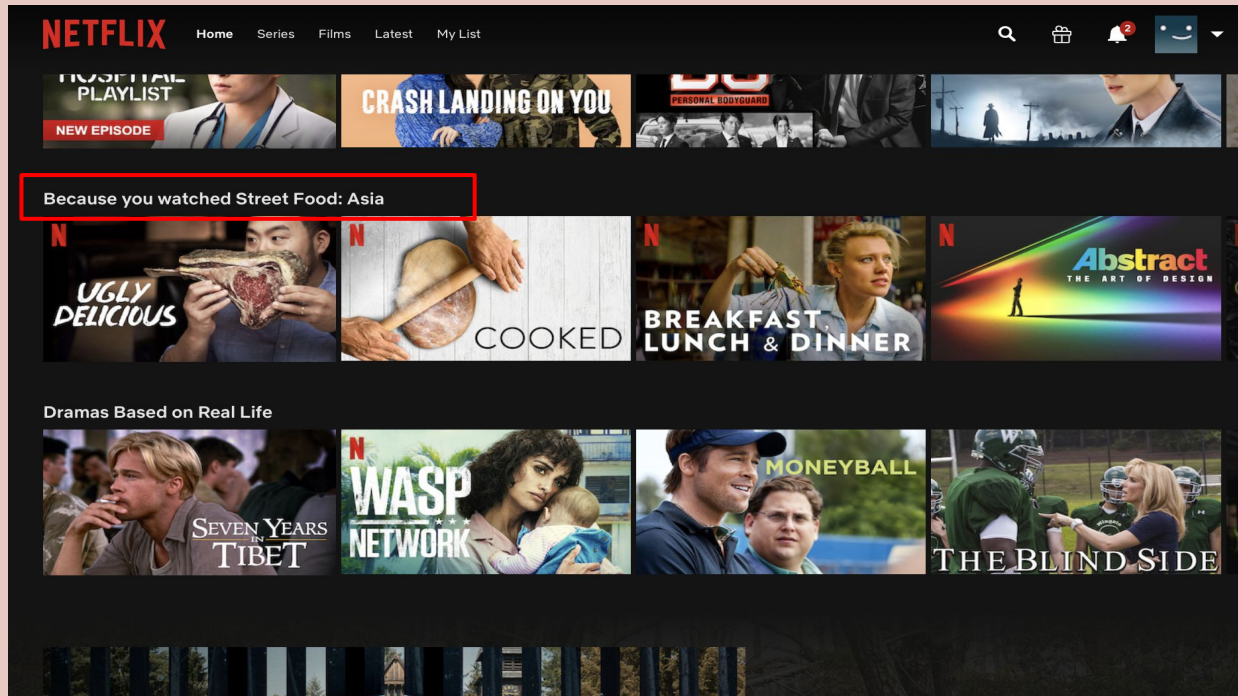 NETFLIX
Home Series Films Latest My List
2
HOSPITAL
PLAYLIST
NEW EPISODE
CRASH LANDING ON YOU
PERSONAL BODYGUARD
Because you watched Street Food: Asia
N
UGLY
DELICIOUS
N
COOKED
N
BREAKFAST,
LUNCH & DINNER
N
Abstract
THE ART OF DESIGN
Dramas Based on Real Life
SEVEN YEARS
IN
TIBET
N
WASP
NETWORK
MONEYBALL
W
Wingate
THE BLIND SIDE